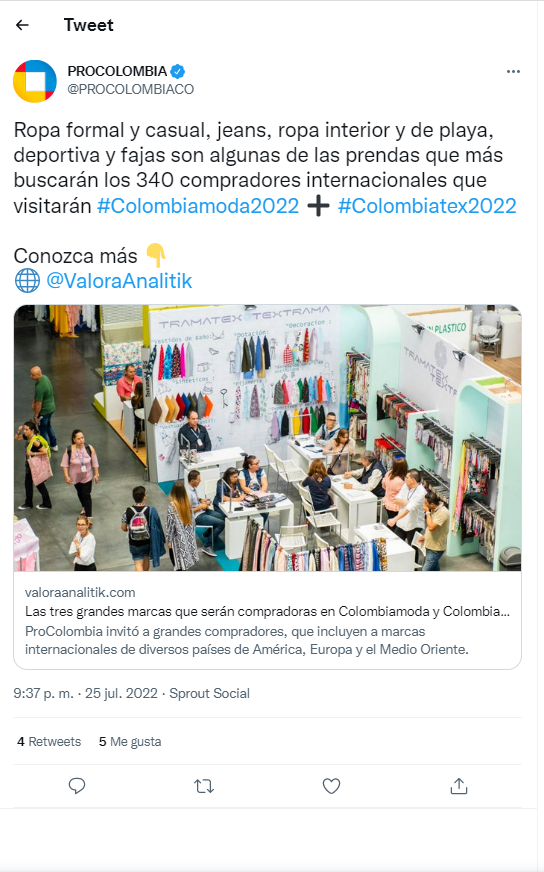 Tweet
PROCOLOMBIA
@PROCOLOMBIACO
Ropa formal y casual, jeans, ropa interior y de playa,
deportiva y fajas son algunas de las prendas que más
buscarán los 340 compradores internacionales que
visitarán #Colombiamoda2022 ➕ #Colombiatex2022
Conozca más 👇
🌐 @ValoraAnalitik
TRAMATEX TEXTRAMA
PLASTICO
TRAMATEX
valoraanalitik.com
Las tres grandes marcas que serán compradoras en Colombiamoda y Colombia...
ProColombia invitó a grandes compradores, que incluyen a marcas
internacionales de diversos países de América, Europa y el Medio Oriente.
9:37 p. m. · 25 jul. 2022 · Sprout Social
4 Retweets 5 Me gusta